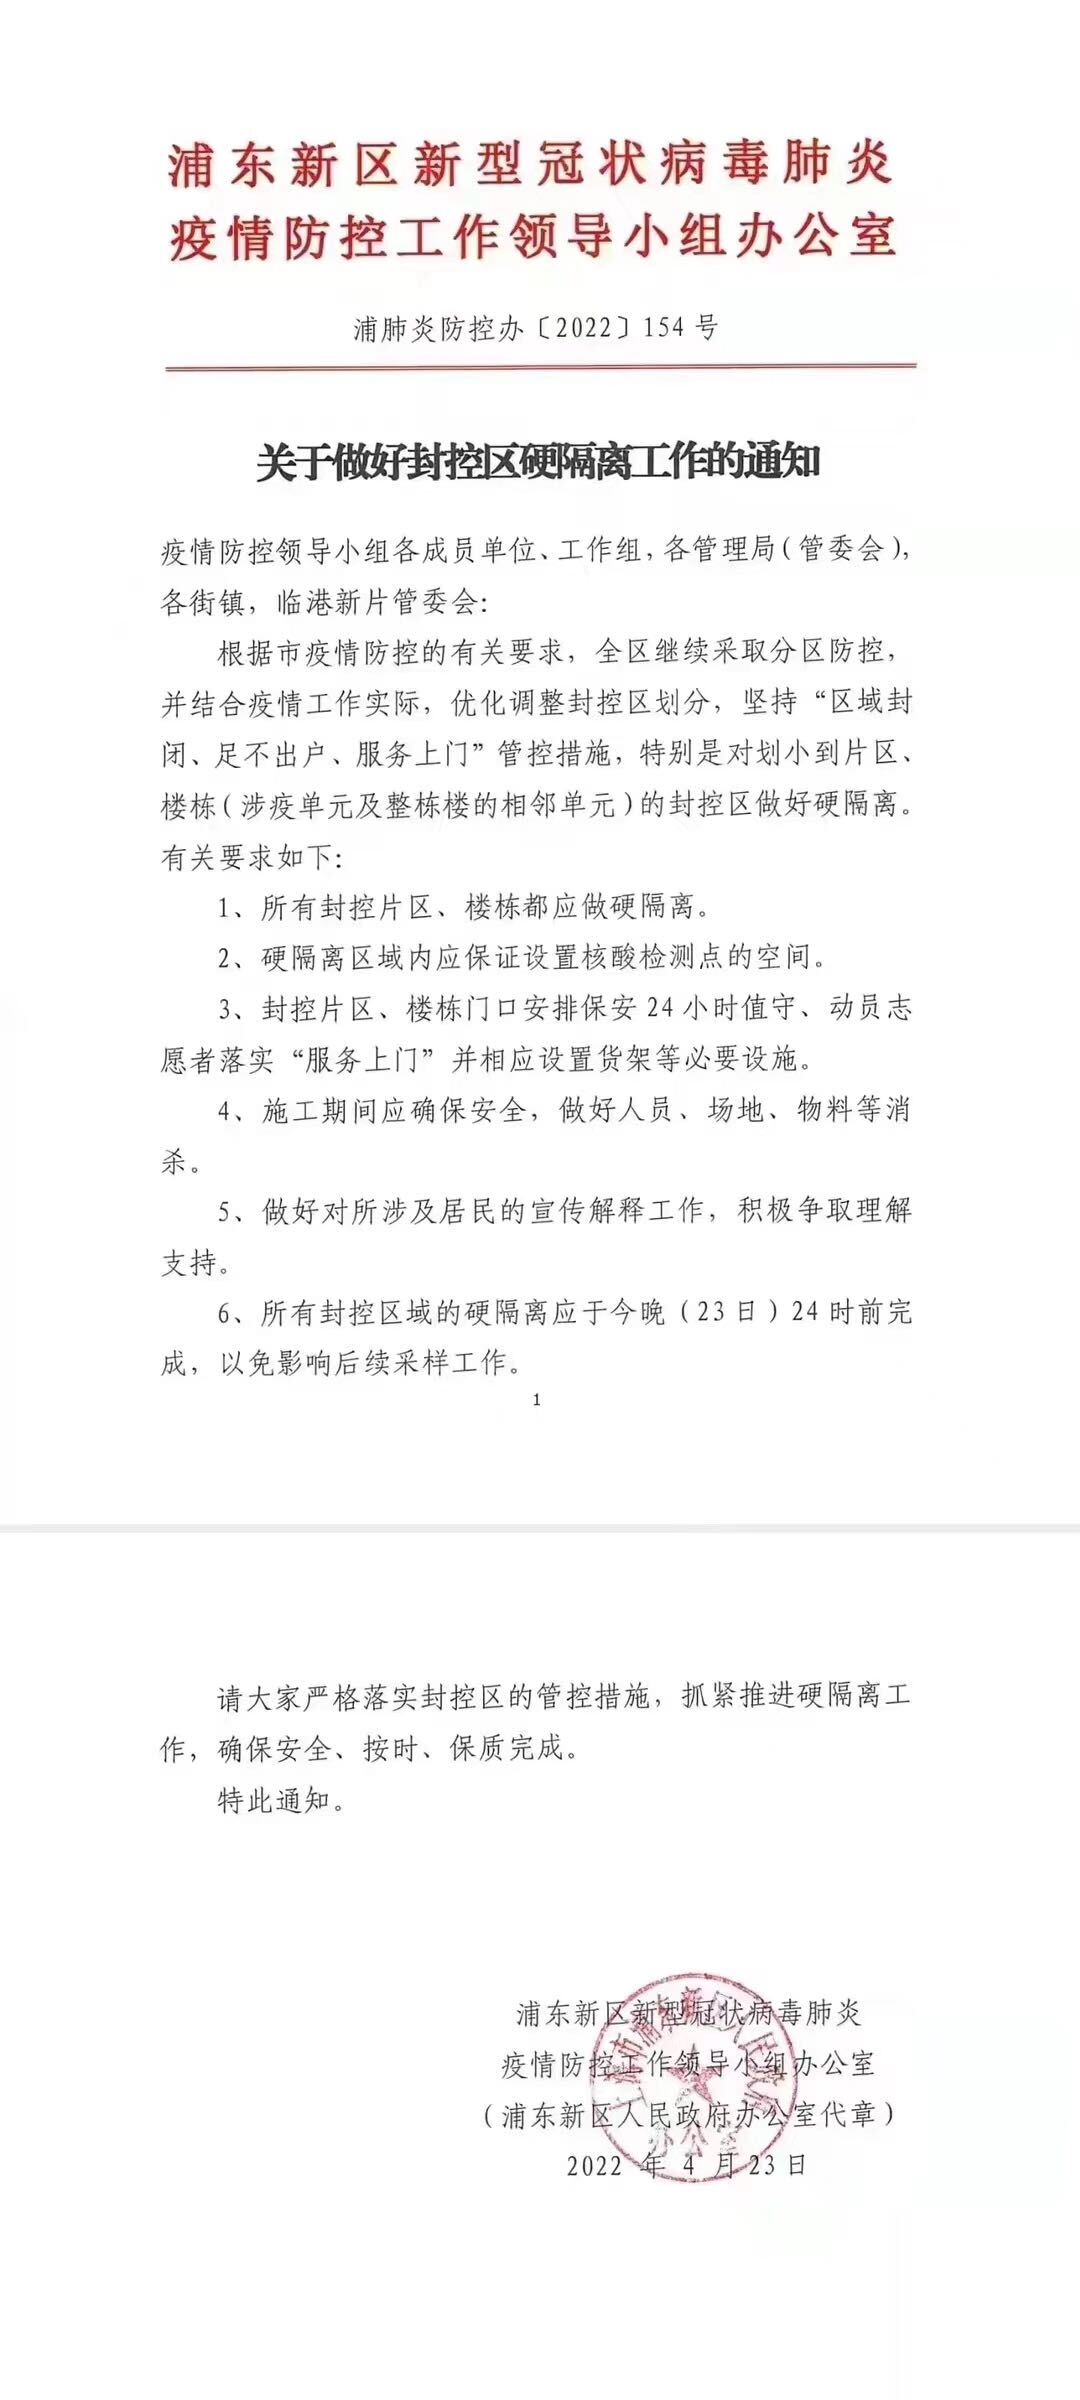 浦东新区新型冠状病毒肺炎
疫情防控工作领导小组办公室
浦肺炎防控办〔2022〕154 号
关于做好封控区硬隔离工作的通知
疫情防控领导小组各成员单位、工作组，各管理局（管委会），
各街镇，临港新片管委会：
根据市疫情防控的有关要求，全区继续采取分区防控，
并结合疫情工作实际，优化调整封控区划分，坚持“区域封
闭、足不出户、服务上门”管控措施，特别是对划小到片区、
楼栋（涉疫单元及整栋楼的相邻单元）的封控区做好硬隔离。
有关要求如下：
1、所有封控片区、楼栋都应做硬隔离。
2、硬隔离区域内应保证设置核酸检测点的空间。
3、封控片区、楼栋门口安排保安 24 小时值守、动员志
愿者落实“服务上门”并相应设置货架等必要设施。
4、施工期间应确保安全，做好人员、场地、物料等消
杀。
5、做好对所涉及居民的宣传解释工作，积极争取理解
支持。
6、所有封控区域的硬隔离应于今晚（23 日）24 时前完
成，以免影响后续采样工作。
1
请大家严格落实封控区的管控措施，抓紧推进硬隔离工
作，确保安全、按时、保质完成。
特此通知。
浦东新区新型冠状病毒肺炎
疫情防控工作领导小组办公室
（浦东新区人民政府办公室代章）
2022 年 4 月 23 日
上海市浦东新区人民政府
办公室